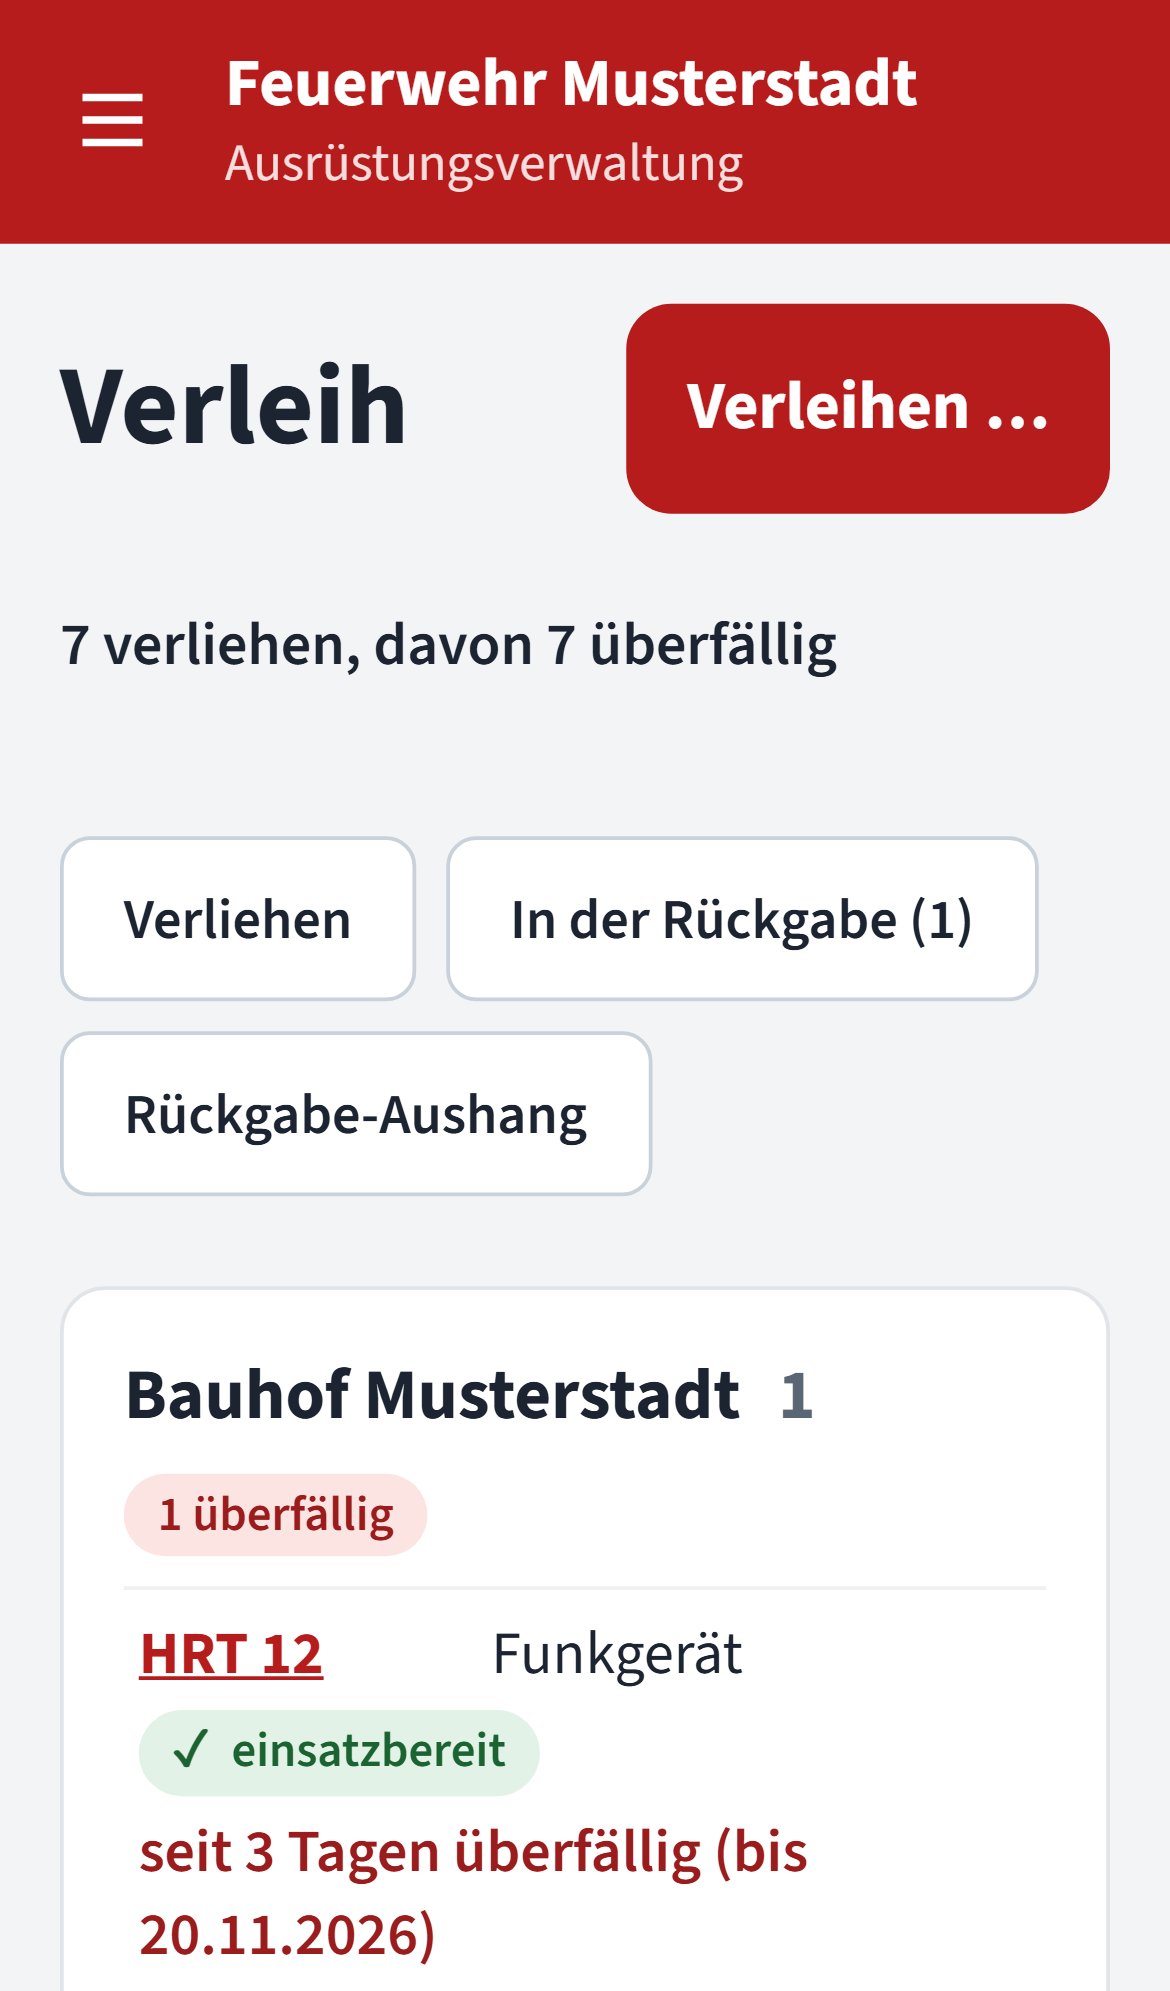 Feuerwehr Musterstadt
Ausrüstungsverwaltung
Verleih
Verleihen ...
7 verliehen, davon 7 überfällig
Verliehen
In der Rückgabe (1)
Rückgabe-Aushang
Bauhof Musterstadt 1
1 überfällig
HRT 12 Funkgerät
✓ einsatzbereit
seit 3 Tagen überfällig (bis
20.11.2026)